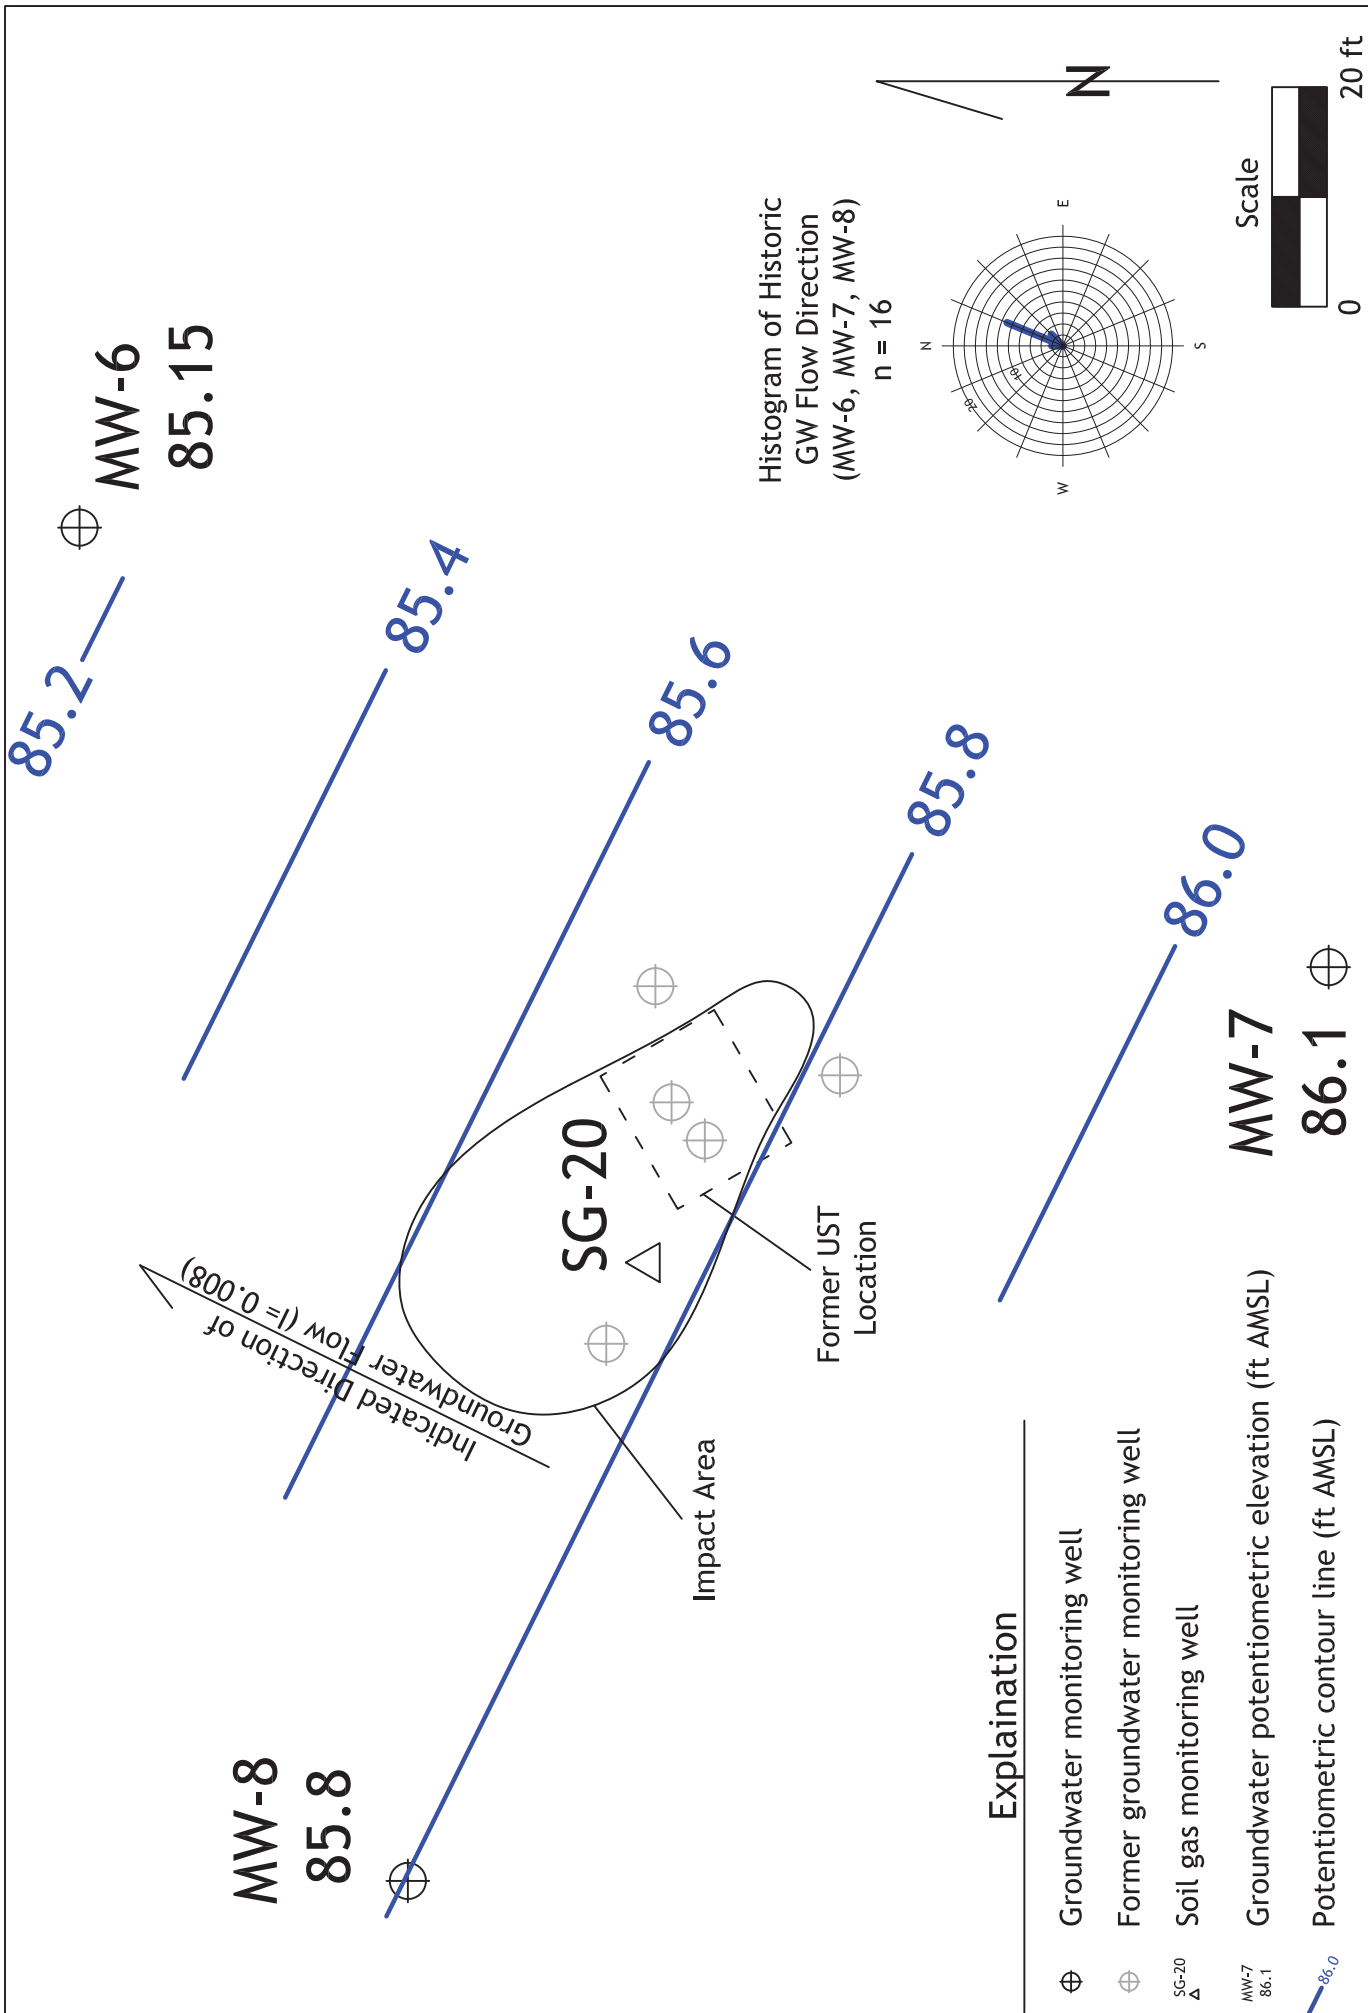 MW-6
85.15
85.2
85.4
85.6
85.8
86.0
MW-8
85.8
Indicated Direction of
Groundwater Flow (I= 0.008)
SG-20
Former UST
Location
Impact Area
MW-7
86.1
Histogram of Historic
GW Flow Direction
(MW-6, MW-7, MW-8)
n = 16
N
E
S
W
10
20
N
Scale
0
20 ft
Explaination
Groundwater monitoring well
Former groundwater monitoring well
SG-20
Soil gas monitoring well
MW-7
86.1
Groundwater potentiometric elevation (ft AMSL)
86.0
Potentiometric contour line (ft AMSL)